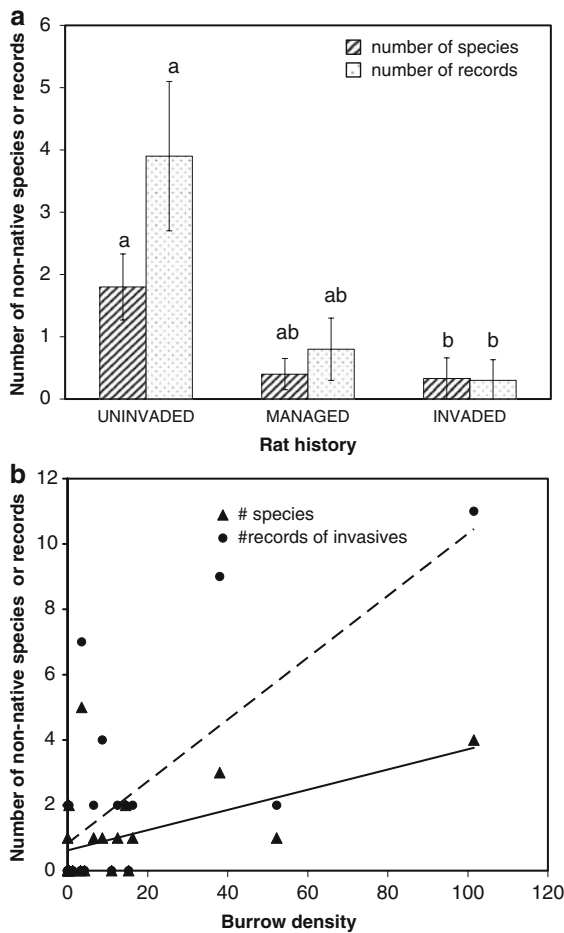 a
Number of non-native species or records
6
5
4
3
2
1
0
number of species
number of records
a
a
ab
ab
b
b
UNINVADED
MANAGED
INVADED
Rat history
b
Number of non-native species or records
12
10
8
6
4
2
0
# species
#records of invasives
0
20
40
60
80
100
120
Burrow density